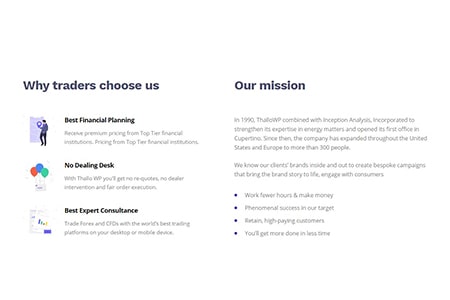 Why traders choose us
Best Financial Planning
Receive premium pricing from Top Tier financial
institutions. Pricing from Top Tier financial institutions.
No Dealing Desk
With Thallo WP you'll get no re-quotes, no dealer
intervention and fair order execution.
Best Expert Consultance
Trade Forex and CFDs with the world's best trading
platforms on your desktop or mobile device.
Our mission
In 1990, ThalloWP combined with Inception Analysis, Incorporated to
strengthen its expertise in energy matters and opened its first office in
Cupertino. Since then, the company has expanded throughout the United
States and Europe to more than 300 people.
We know our clients' brands inside and out to create bespoke campaigns
that bring the brand story to life, engage with consumers
Work fewer hours & make money
Phenomenal success in our target
Retain, high-paying customers
You'll get more done in less time